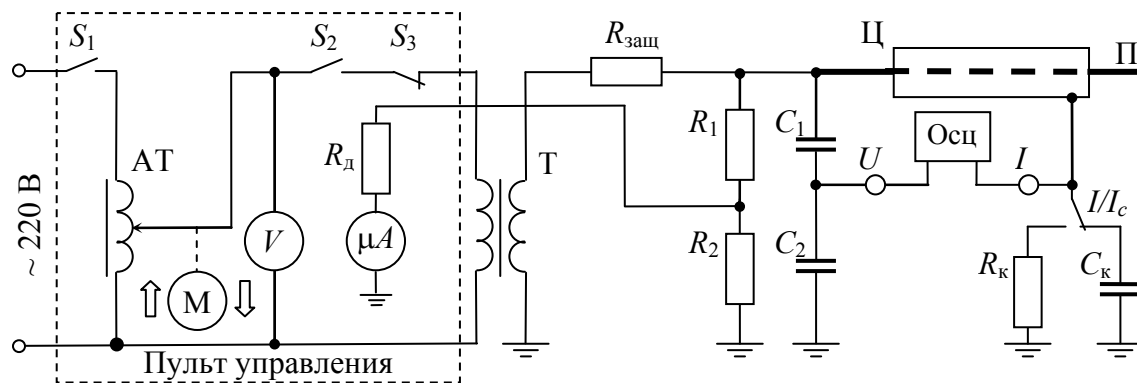 S₁
S₂
S₃
Rзащ
Ц
П
R₁
C₁
Осц
Rд
АТ
Т
U
I
I/Ic
~ 220 В
V
μA
R₂
C₂
М
Rк
Cк
Пульт управления